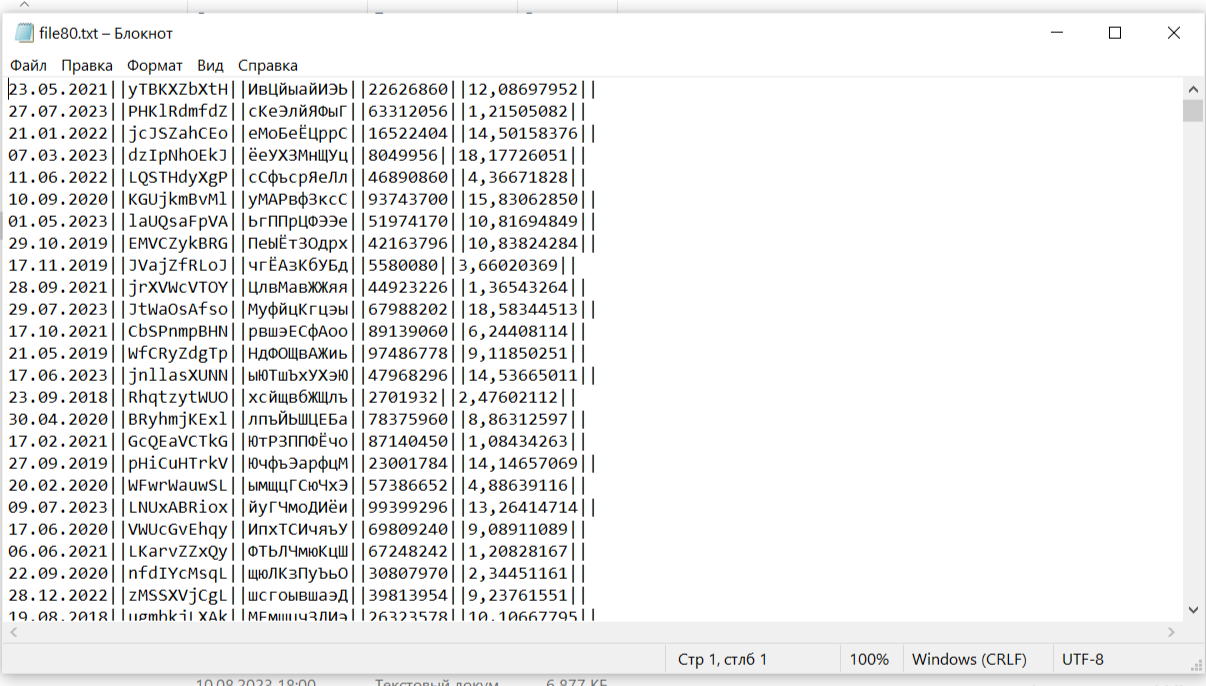 file80.txt – Блокнот
Файл Правка Формат Вид Справка
23.05.2021||yTBKXZbXtH||ИвЦйыайИЭЬ||22626860||12,08697952||
27.07.2023||PHKlRdmfdZ||сКеЭлйЯФыГ||63312056||1,21505082||
21.01.2022||jcJSZahCEo||еМоБеЁЦррС||16522404||14,50158376||
07.03.2023||dzIpNhOEkJ||ёеУХЗМнЩУц||8049956||18,17726051||
11.06.2022||LQSTHdyXgP||сСфъсрЯеЛл||46890860||4,36671828||
10.09.2020||KGUjkmBvMl||уМАРвфЗксС||93743700||15,83062850||
01.05.2023||laUQsaFpVA||ЬгППрЦФЭЭе||51974170||10,81694849||
29.10.2019||EMVCZykBRG||ПеЫЁтЗОдрх||42163796||10,83824284||
17.11.2019||JVajZfRLoJ||чгЁАзКбУБд||5580080||3,66020369||
28.09.2021||jrXVWcVTOY||ЦлвМавЖЖяя||44923226||1,36543264||
29.07.2023||JtWaOsAfso||МуфйцКгцэы||67988202||18,58344513||
17.10.2021||CbSPnmpBHN||рвшэЕСфАоо||89139060||6,24408114||
21.05.2019||WfCRyZdgTp||НдФОЩвАЖиь||97486778||9,11850251||
17.06.2023||jnllasXUNN||ыЮТшЪхУХэЮ||47968296||14,53665011||
23.09.2018||RhqtzytWUO||хсйщвбЖЩлъ||2701932||2,47602112||
30.04.2020||BRyhmjKExl||лпъЙЬШЦЕБа||78375960||8,86312597||
17.02.2021||GcQEaVCTkG||ЮтРЗППФЁчо||87140450||1,08434263||
27.09.2019||pHiCuHTrkV||ЮчфъЭарфцМ||23001784||14,14657069||
20.02.2020||WFwrWauwSL||ымщцГСюЧхЭ||57386652||4,88639116||
09.07.2023||LNUxABRiox||йуГЧмоДИёи||99399296||13,26414714||
17.06.2020||VWUcGvEhqy||ИпхТСИчяъУ||69809240||9,08911089||
06.06.2021||LKarvZZxQy||ФТЬЛЧмюКцШ||67248242||1,20828167||
22.09.2020||nfdIYcMsqL||щюЛКзПуЪьО||30807970||2,34451161||
28.12.2022||zMSSXVjCgL||шсгоывшаэД||39813954||9,23761551||
19.08.2018||ugmbkjLXAk||МЕмшцчЗЛИэ||26323578||10,10667795||
Стр 1, стлб 1 100% Windows (CRLF) UTF-8
10.08.2023 18:00 Текстовый докум... 6 877 КБ